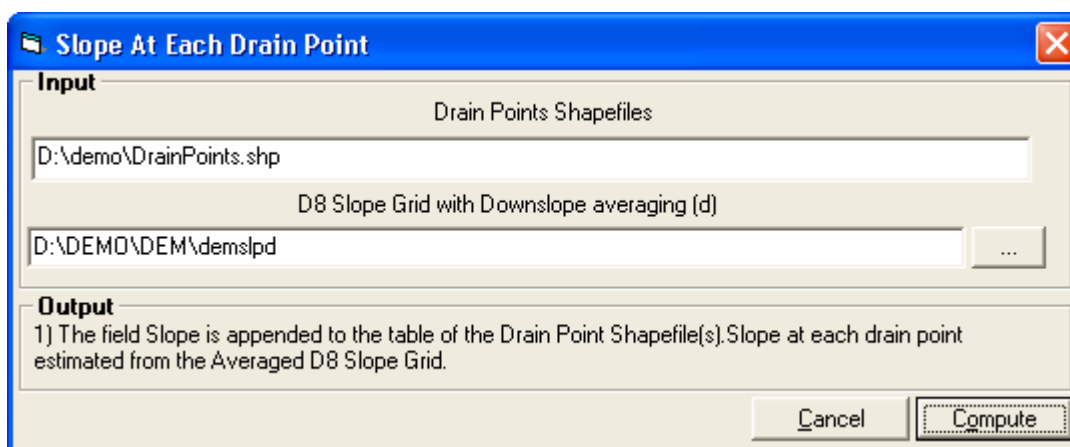 Slope At Each Drain Point
Input
Drain Points Shapefiles
D:\demo\DrainPoints.shp
D8 Slope Grid with Downslope averaging (d)
D:\DEMO\DEM\demslpd
...
Output
1) The field Slope is appended to the table of the Drain Point Shapefile(s).Slope at each drain point
estimated from the Averaged D8 Slope Grid.
Cancel
Compute